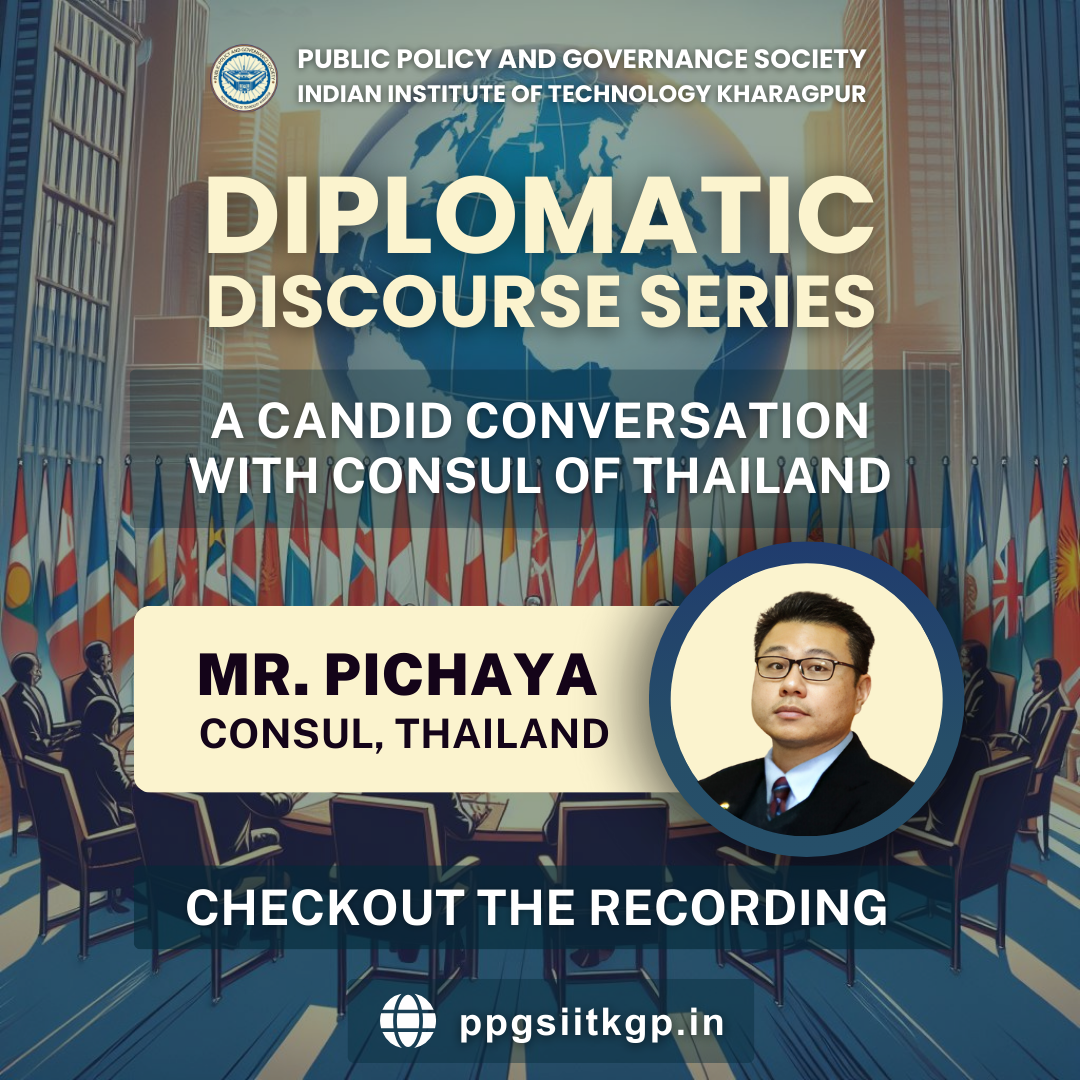 PUBLIC POLICY AND GOVERNANCE SOCIETY
INDIAN INSTITUTE OF TECHNOLOGY KHARAGPUR
DIPLOMATIC
DISCOURSE SERIES
A CANDID CONVERSATION
WITH CONSUL OF THAILAND
MR. PICHAYA
CONSUL, THAILAND
CHECKOUT THE RECORDING
ppgsiitkgp.in